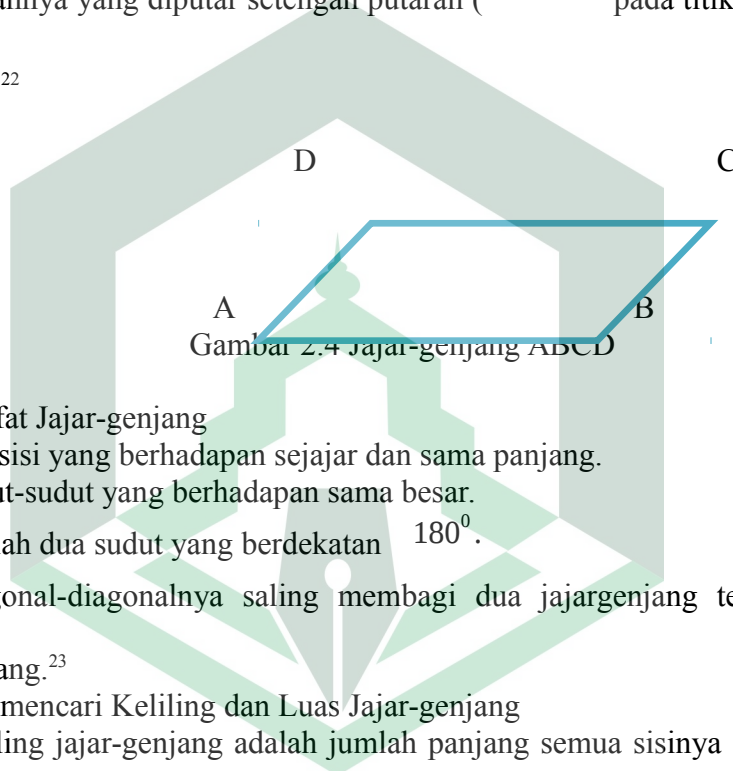 yang diputar setengah putaran ( pada titik
22
D C
A B
Gambar 2.4 Jajar-genjang ABCD
fat Jajar-genjang
sisi yang berhadapan sejajar dan sama panjang.
ut-sudut yang berhadapan sama besar.
lah dua sudut yang berdekatan 180⁰.
gonal-diagonalnya saling membagi dua jajargenjang te
ang.²³
mencari Keliling dan Luas Jajar-genjang
ling jajar-genjang adalah jumlah panjang semua sisinya